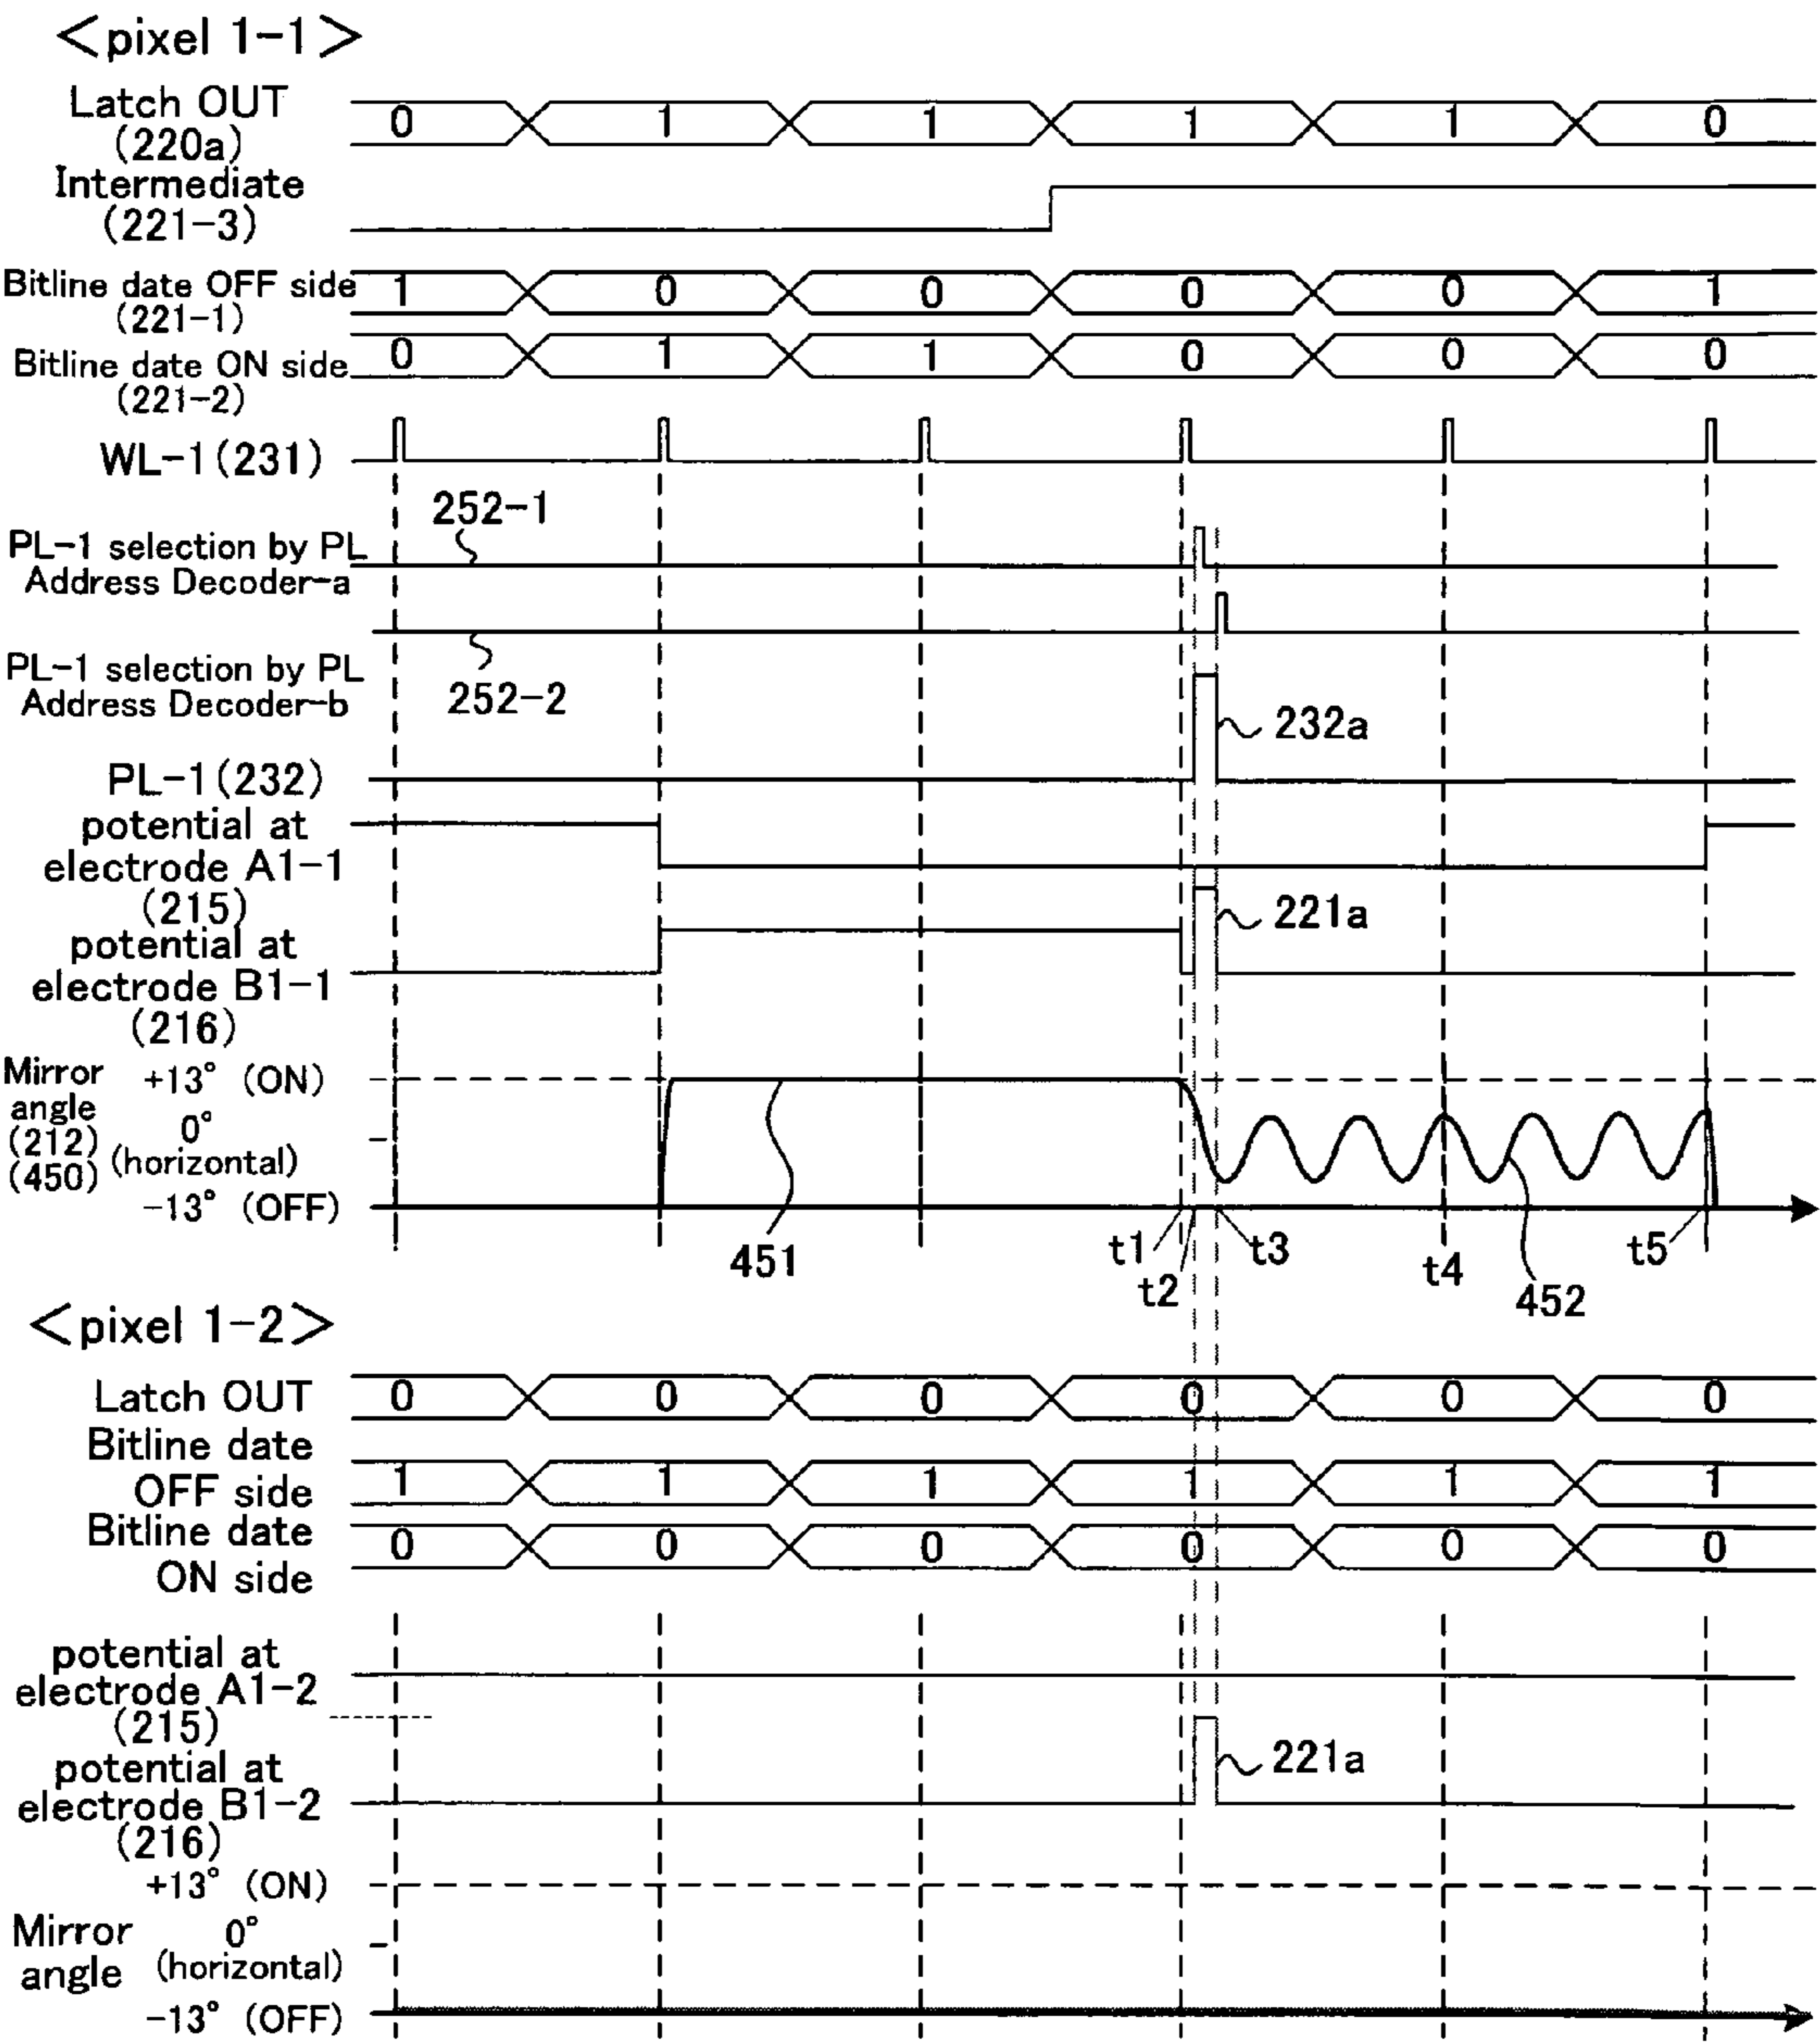 <pixel 1-1>
Latch OUT
(220a)
0 1 1 1 1 0
Intermediate
(221-3)
Bitline date OFF side
(221-1)
1 0 0 0 0 1
Bitline date ON side
(221-2)
0 1 1 0 0 0
WL-1(231)
252-1
PL-1 selection by PL
Address Decoder-a
PL-1 selection by PL
Address Decoder-b
252-2
232a
PL-1(232)
potential at
electrode A1-1
(215)
221a
potential at
electrode B1-1
(216)
Mirror
angle
(212)
(450)
+13° (ON)
0°
(horizontal)
-13° (OFF)
451
t1
t2
t3
t4
452
t5
<pixel 1-2>
Latch OUT
0 0 0 0 0 0
Bitline date
OFF side
1 1 1 1 1 1
Bitline date
ON side
0 0 0 0 0 0
potential at
electrode A1-2
(215)
potential at
electrode B1-2
(216)
221a
+13° (ON)
Mirror
angle
0°
(horizontal)
-13° (OFF)